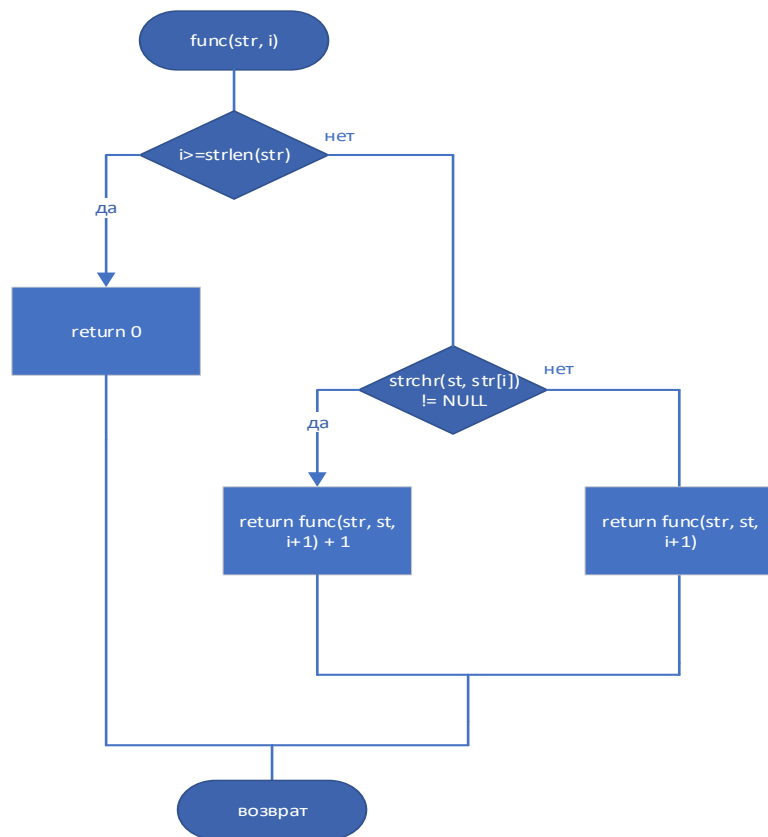 func(str, i)
нет
i>=strlen(str)
да
return 0
strchr(st, str[i])
!= NULL
нет
да
return func(str, st,
i+1) + 1
return func(str, st,
i+1)
возврат